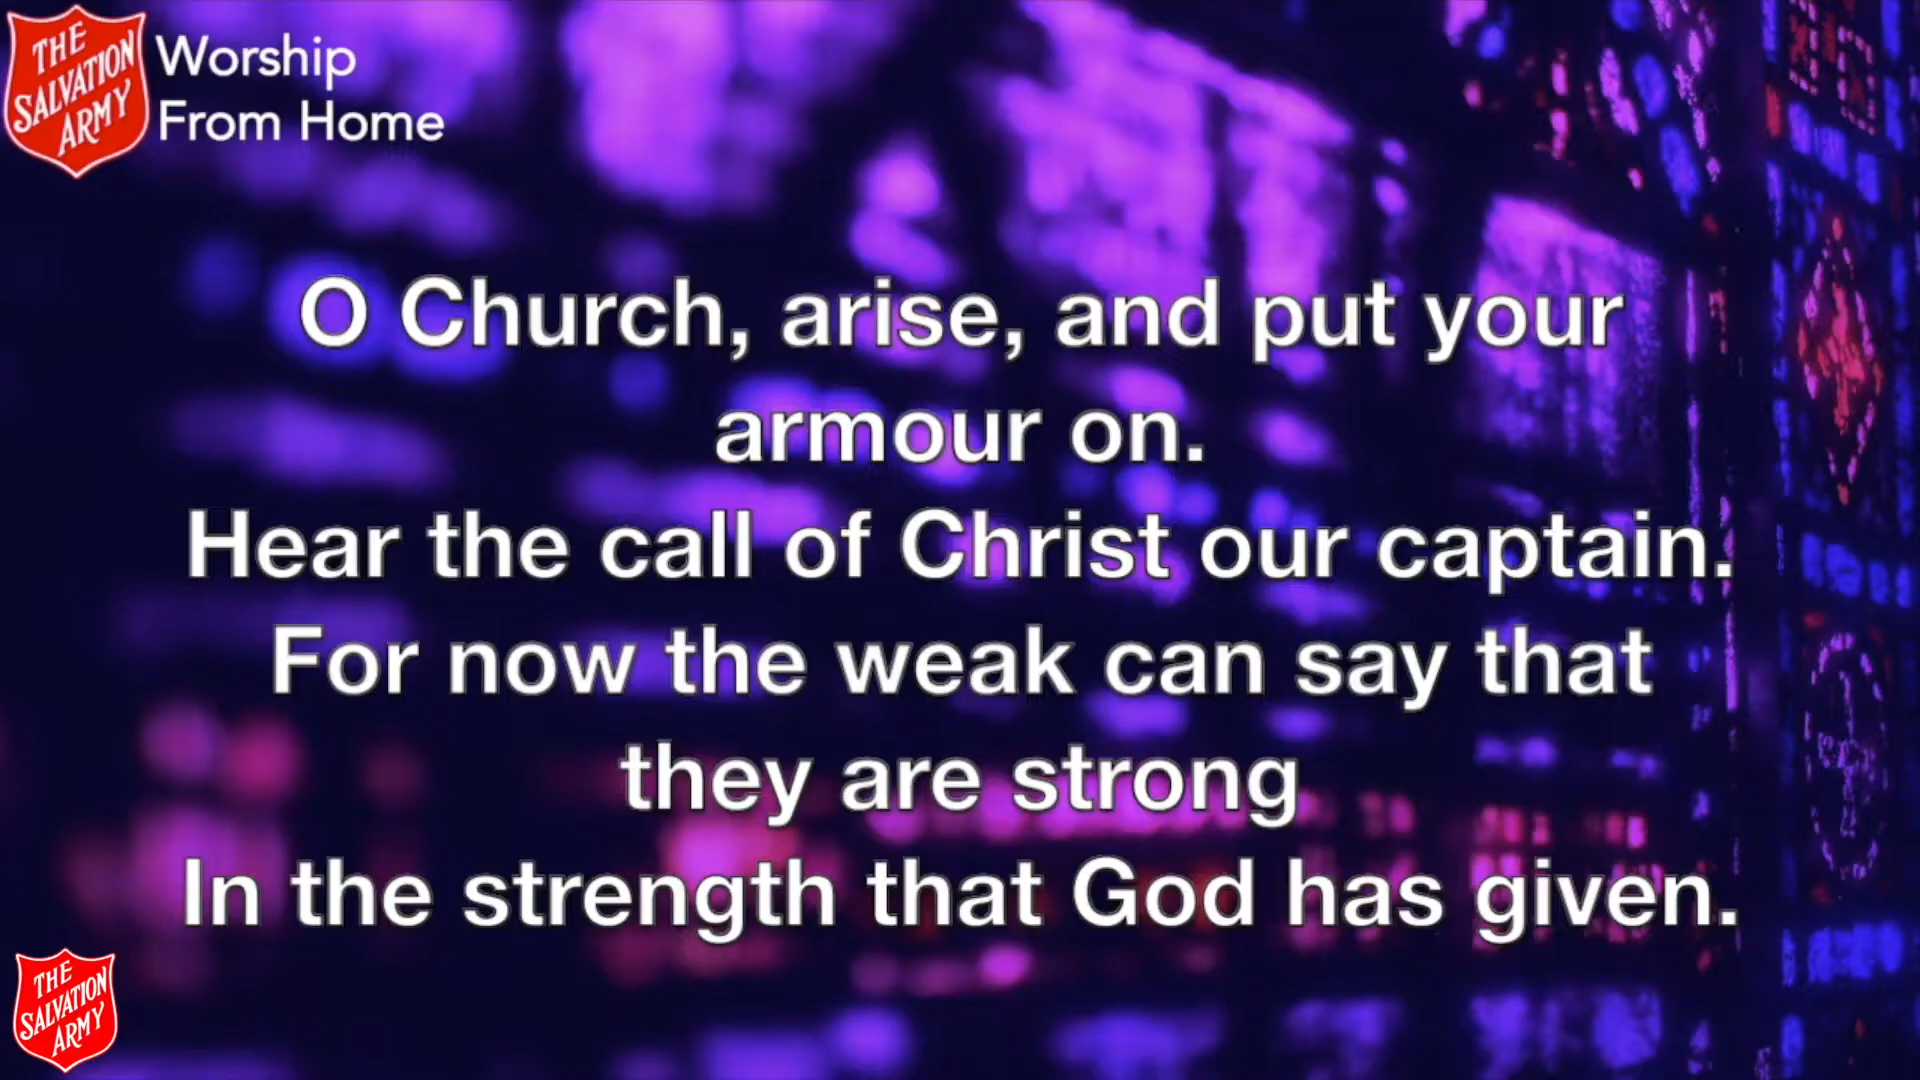 THE
SALVATION
ARMY
Worship
From Home
O Church, arise, and put your
armour on.
Hear the call of Christ our captain.
For now the weak can say that
they are strong
In the strength that God has given.
THE
SALVATION
ARMY